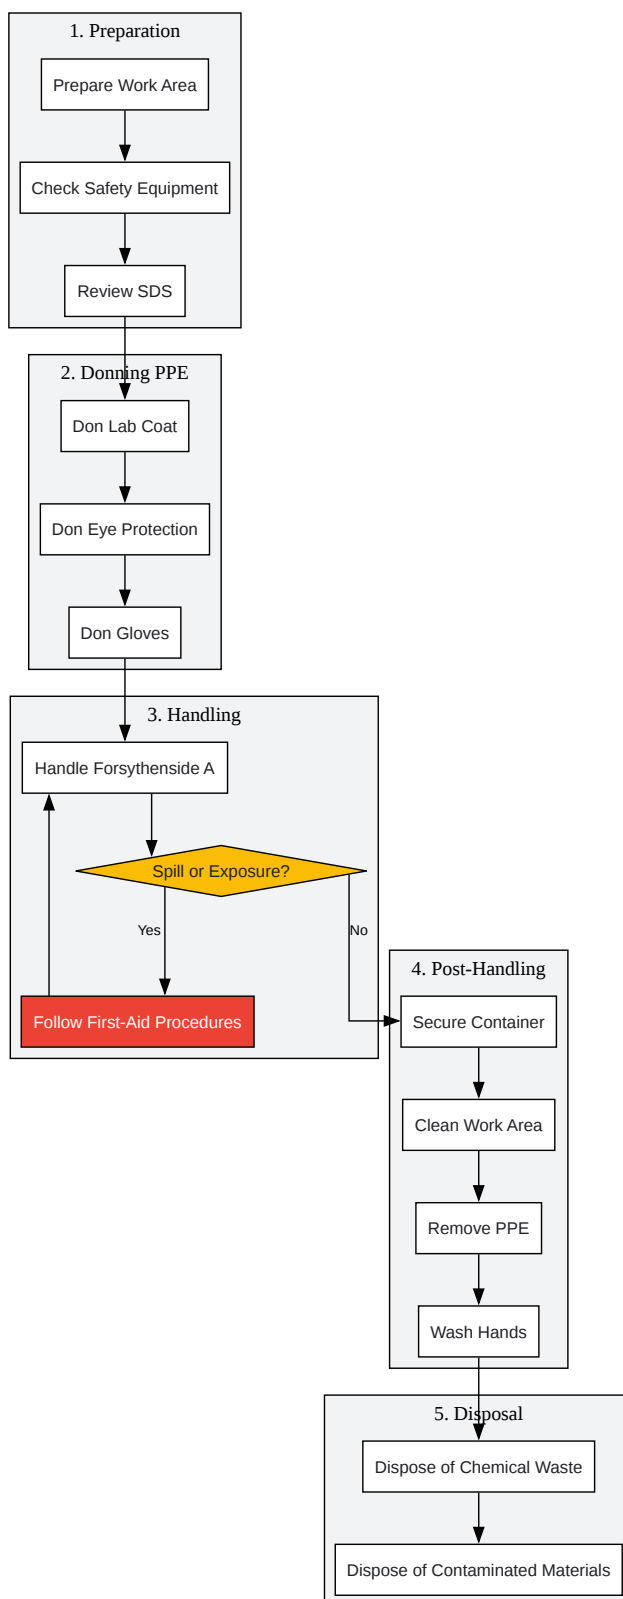 1. Preparation
Prepare Work Area
Check Safety Equipment
Review SDS
2. Donning PPE
Don Lab Coat
Don Eye Protection
Don Gloves
3. Handling
Handle Forsythenside A
Spill or Exposure?
Yes
No
Follow First-Aid Procedures
4. Post-Handling
Secure Container
Clean Work Area
Remove PPE
Wash Hands
5. Disposal
Dispose of Chemical Waste
Dispose of Contaminated Materials